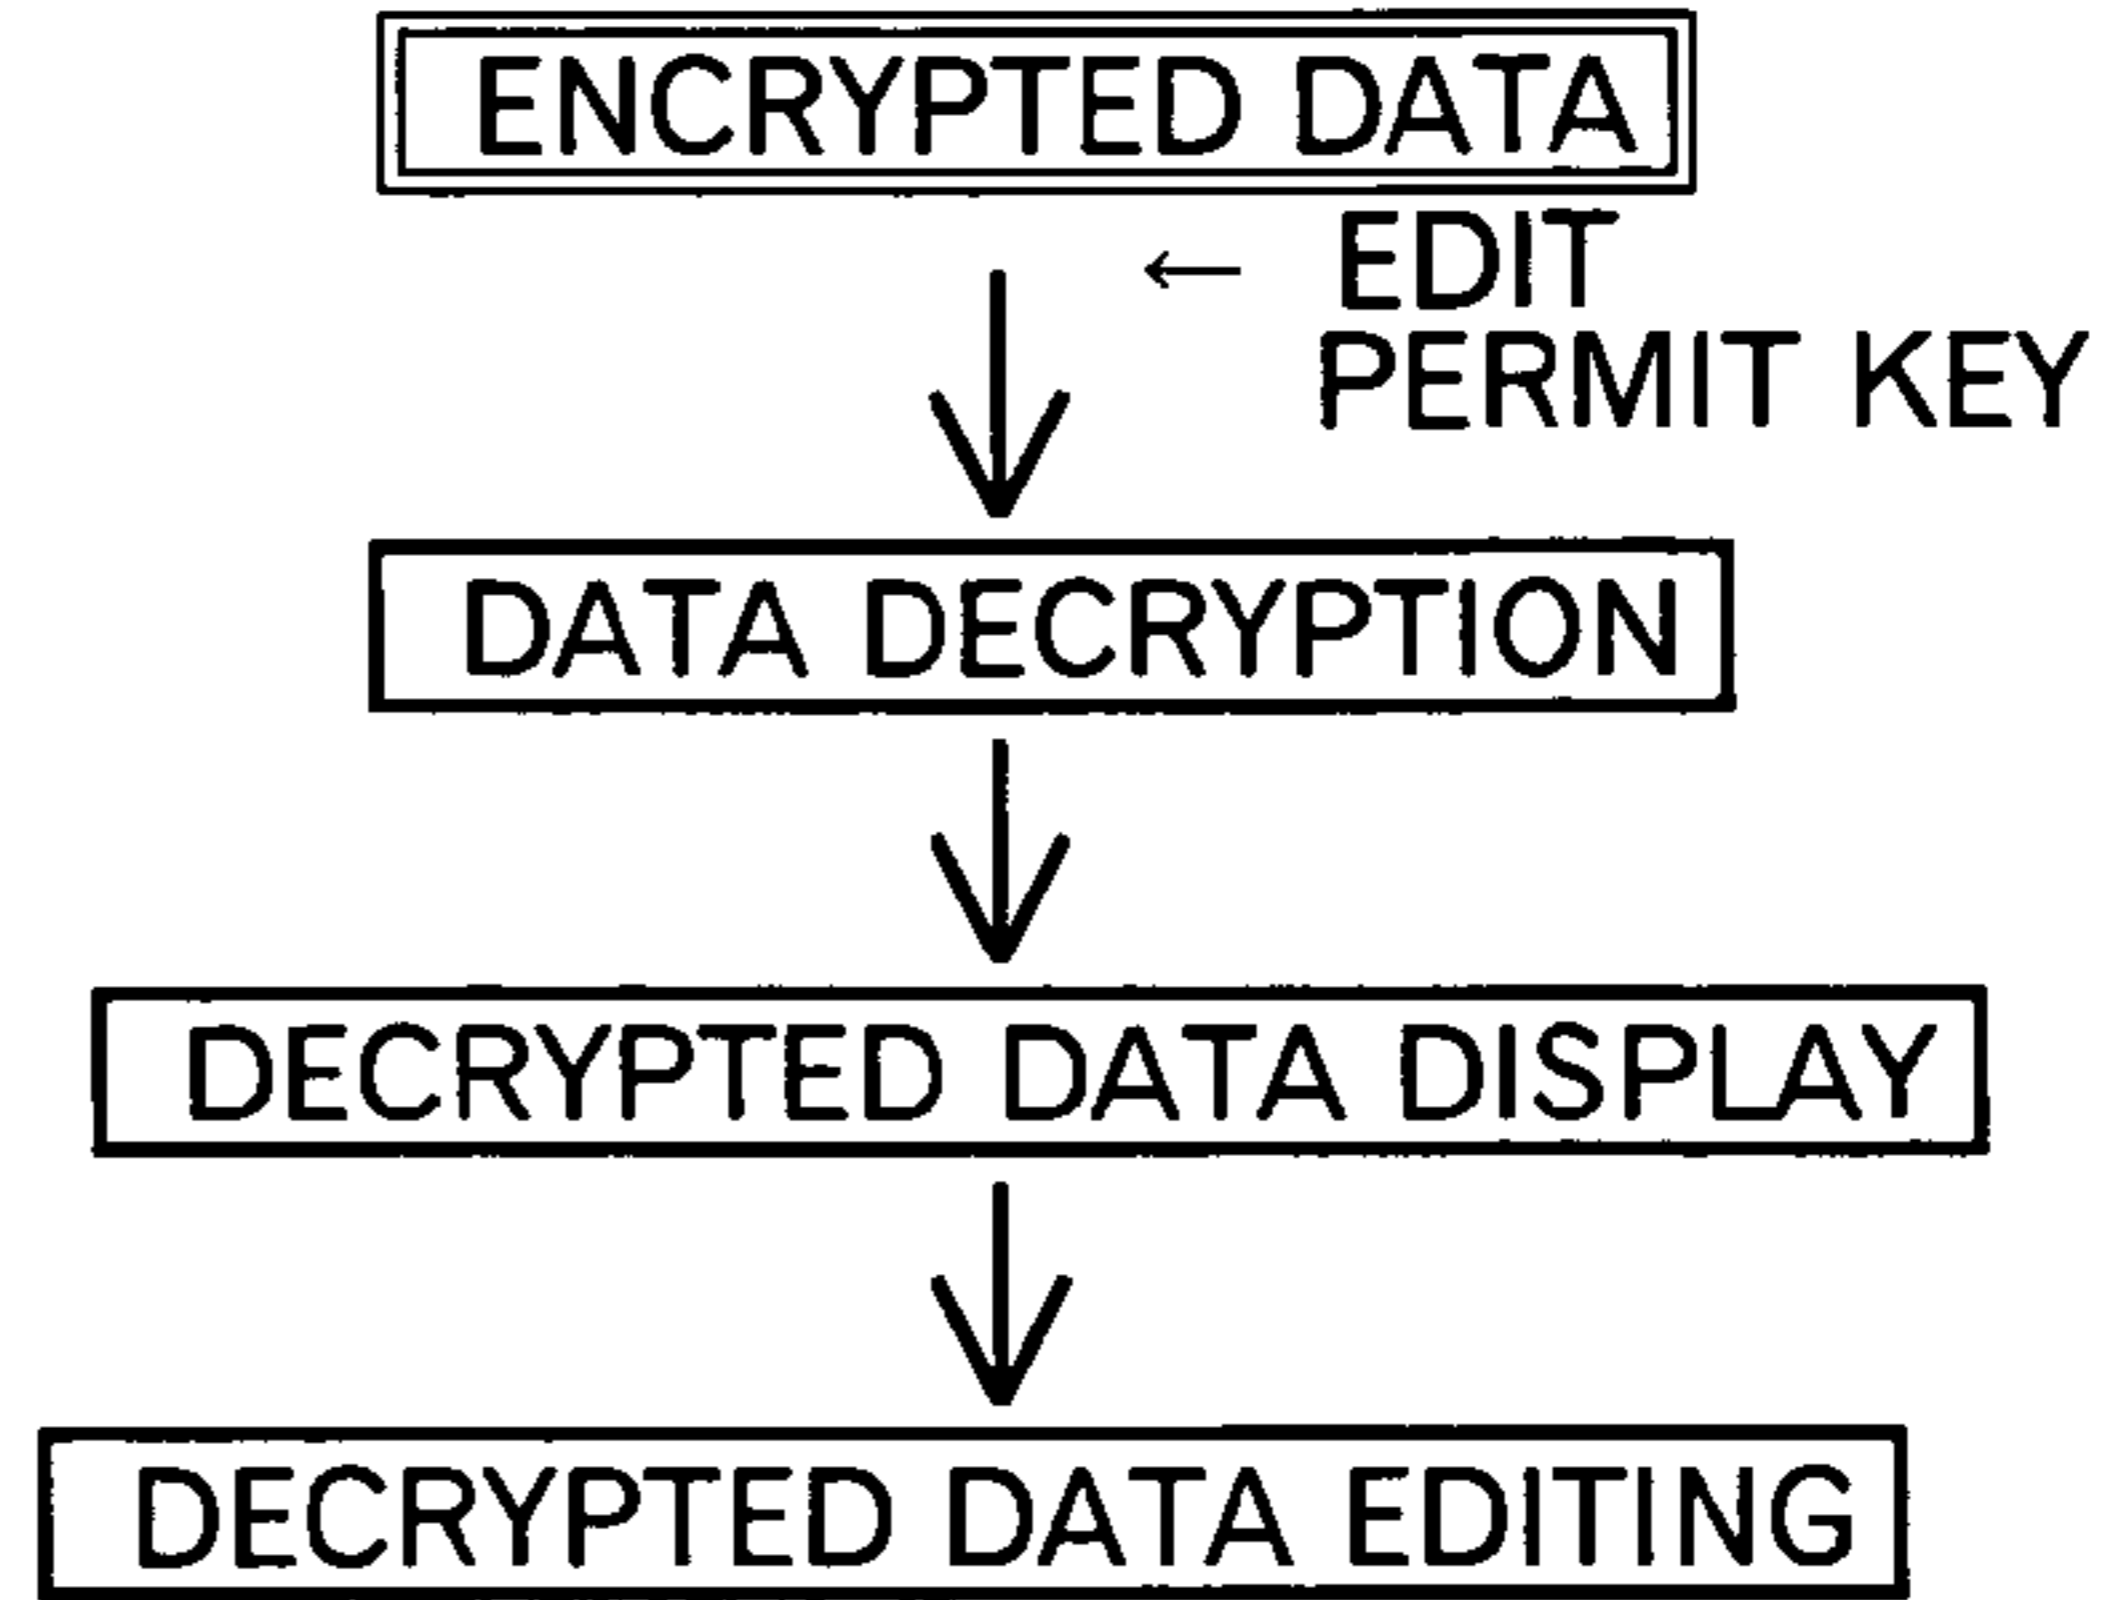 ENCRYPTED DATA
← EDIT
PERMIT KEY
DATA DECRYPTION
DECRYPTED DATA DISPLAY
DECRYPTED DATA EDITING